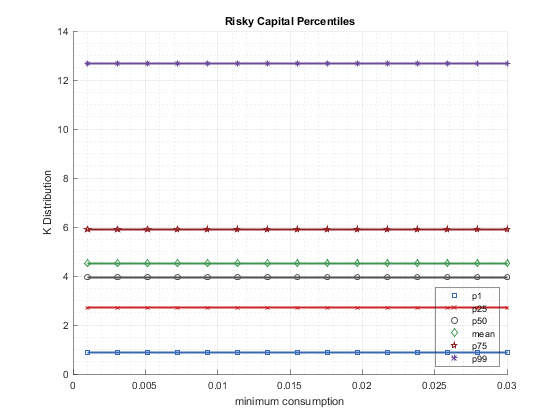 Risky Capital Percentiles
14
12
10
8
6
4
2
0
K Distribution
p1
p25
p50
mean
p75
p99
0 0.005 0.01 0.015 0.02 0.025 0.03
minimum consumption